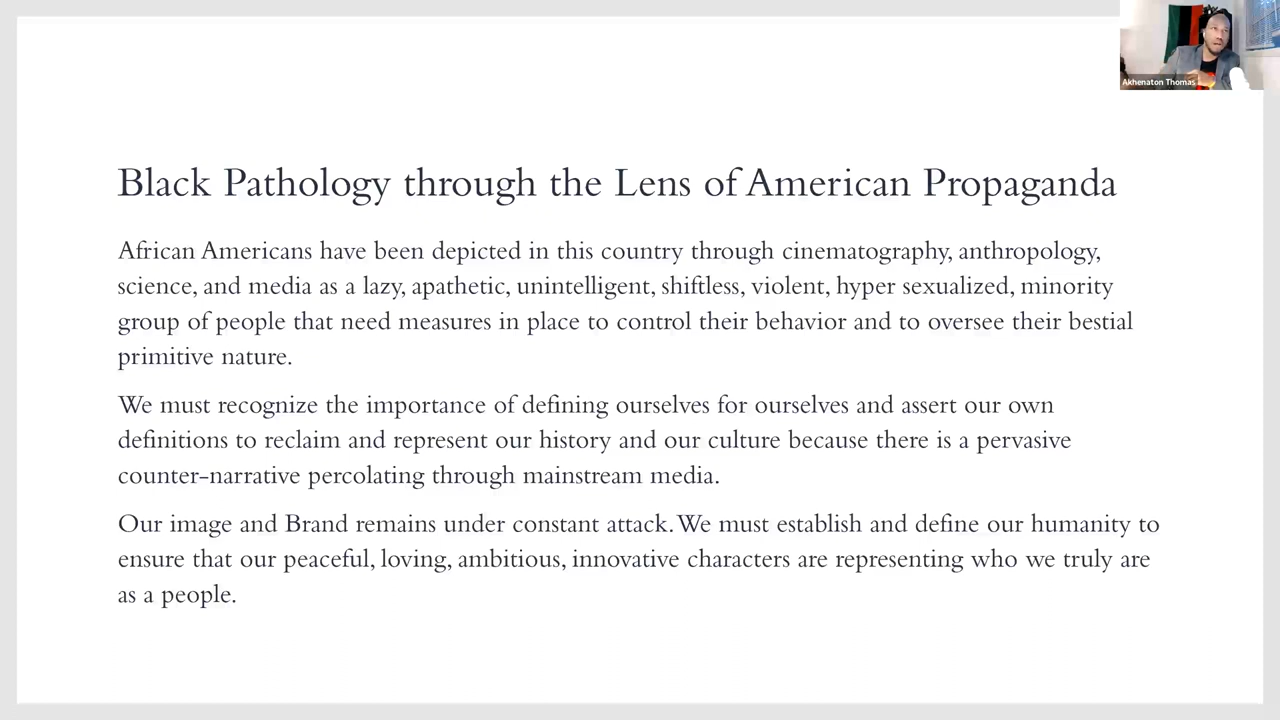 Akhenaton Thomas
Black Pathology through the Lens of American Propaganda
African Americans have been depicted in this country through cinematography, anthropology,
science, and media as a lazy, apathetic, unintelligent, shiftless, violent, hyper sexualized, minority
group of people that need measures in place to control their behavior and to oversee their bestial
primitive nature.
We must recognize the importance of defining ourselves for ourselves and assert our own
definitions to reclaim and represent our history and our culture because there is a pervasive
counter-narrative percolating through mainstream media.
Our image and Brand remains under constant attack. We must establish and define our humanity to
ensure that our peaceful, loving, ambitious, innovative characters are representing who we truly are
as a people.